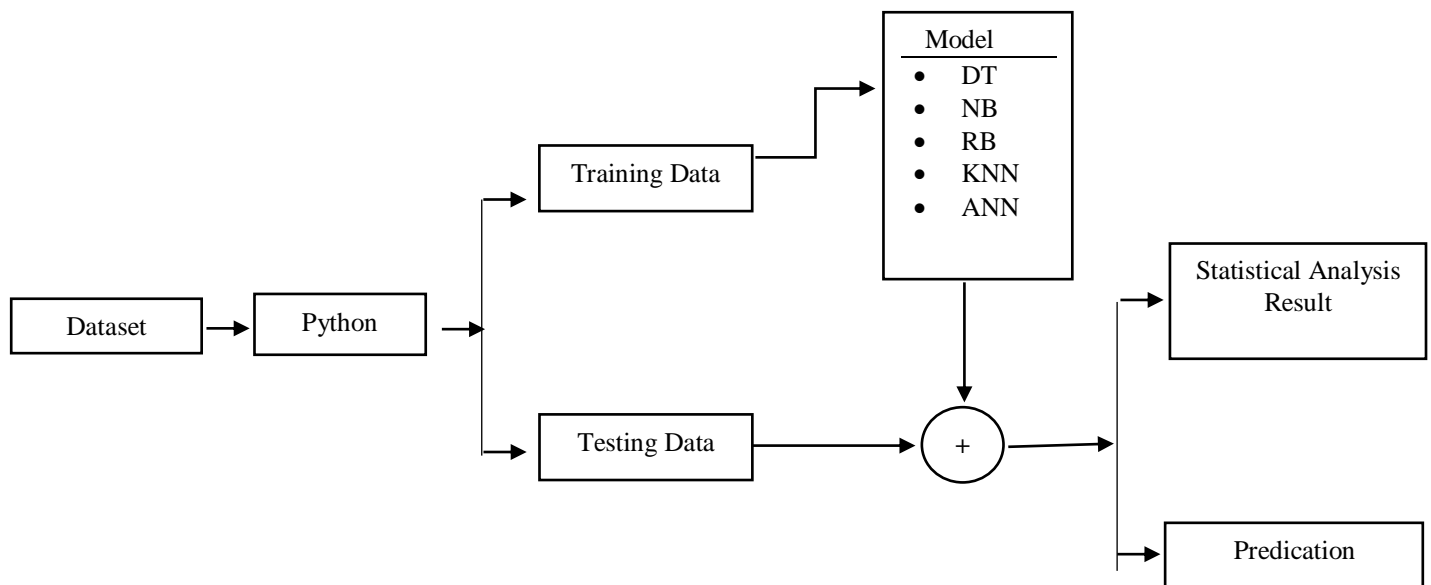 Dataset
Python
Training Data
Testing Data
Model
• DT
• NB
• RB
• KNN
• ANN
+
Statistical Analysis
Result
Predication